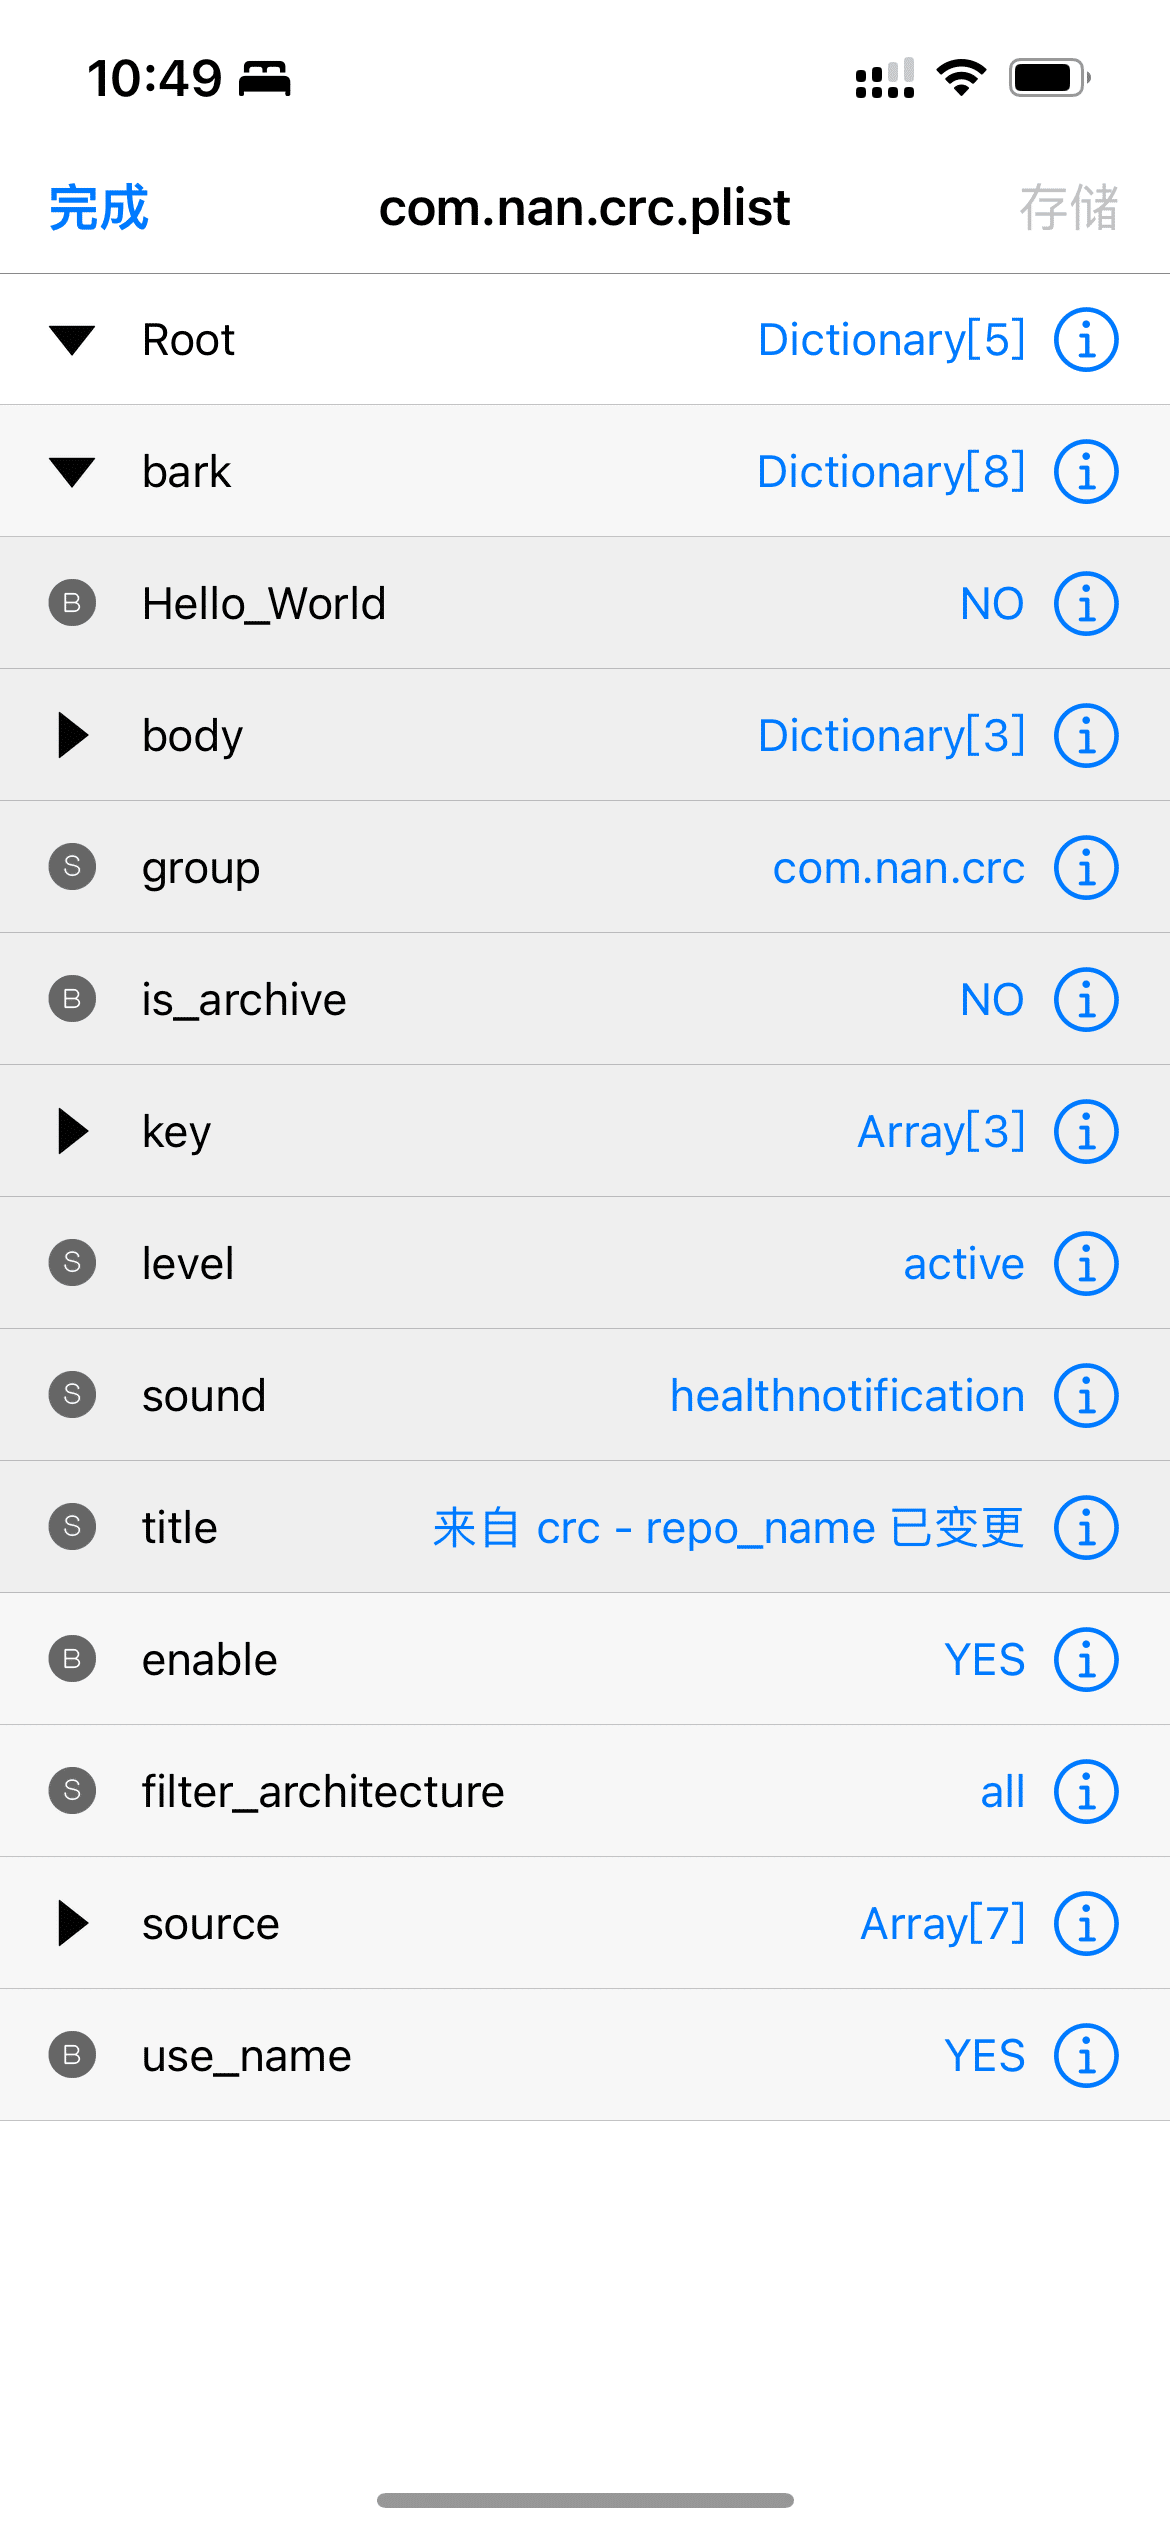 10:49
完成 com.nan.crc.plist 存储
Root Dictionary[5]
bark Dictionary[8]
B Hello_World NO
body Dictionary[3]
S group com.nan.crc
B is_archive NO
key Array[3]
S level active
S sound healthnotification
S title 来自 crc - repo_name 已变更
B enable YES
S filter_architecture all
source Array[7]
B use_name YES